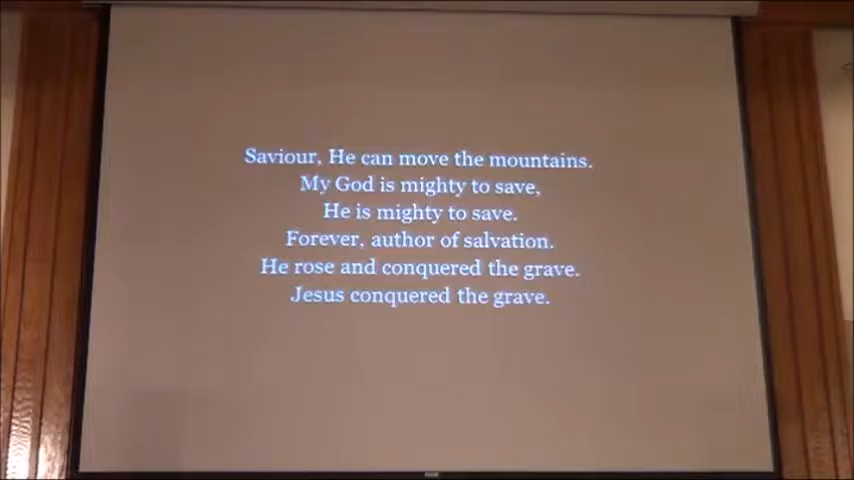 Saviour, He can move the mountains.
My God is mighty to save,
He is mighty to save.
Forever, author of salvation.
He rose and conquered the grave.
Jesus conquered the grave.